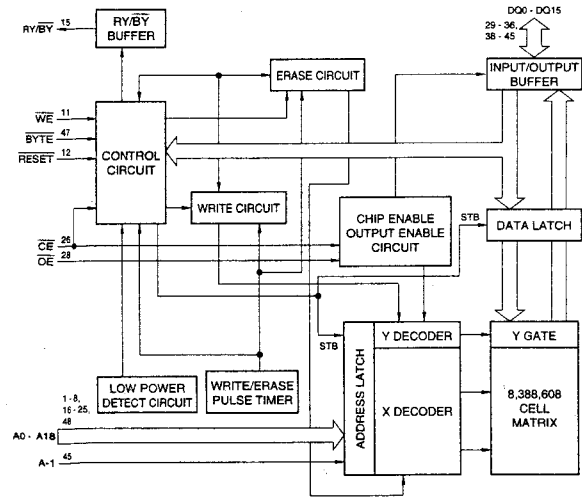 DQ0 - DQ15
RY/BY 15
RY/BY
BUFFER
29 - 36,
38 - 45
ERASE CIRCUIT
INPUT/OUTPUT
BUFFER
WE 11
BYTE 47
RESET 12
CONTROL
CIRCUIT
WRITE CIRCUIT
CHIP ENABLE
OUTPUT ENABLE
CIRCUIT
STB
DATA LATCH
CE 26
OE 28
STB
ADDRESS LATCH
Y DECODER
Y GATE
X DECODER
8,388,608
CELL
MATRIX
LOW POWER
DETECT CIRCUIT
WRITE/ERASE
PULSE TIMER
1 - 8,
16 - 25,
48
A0 - A18
A-1 45